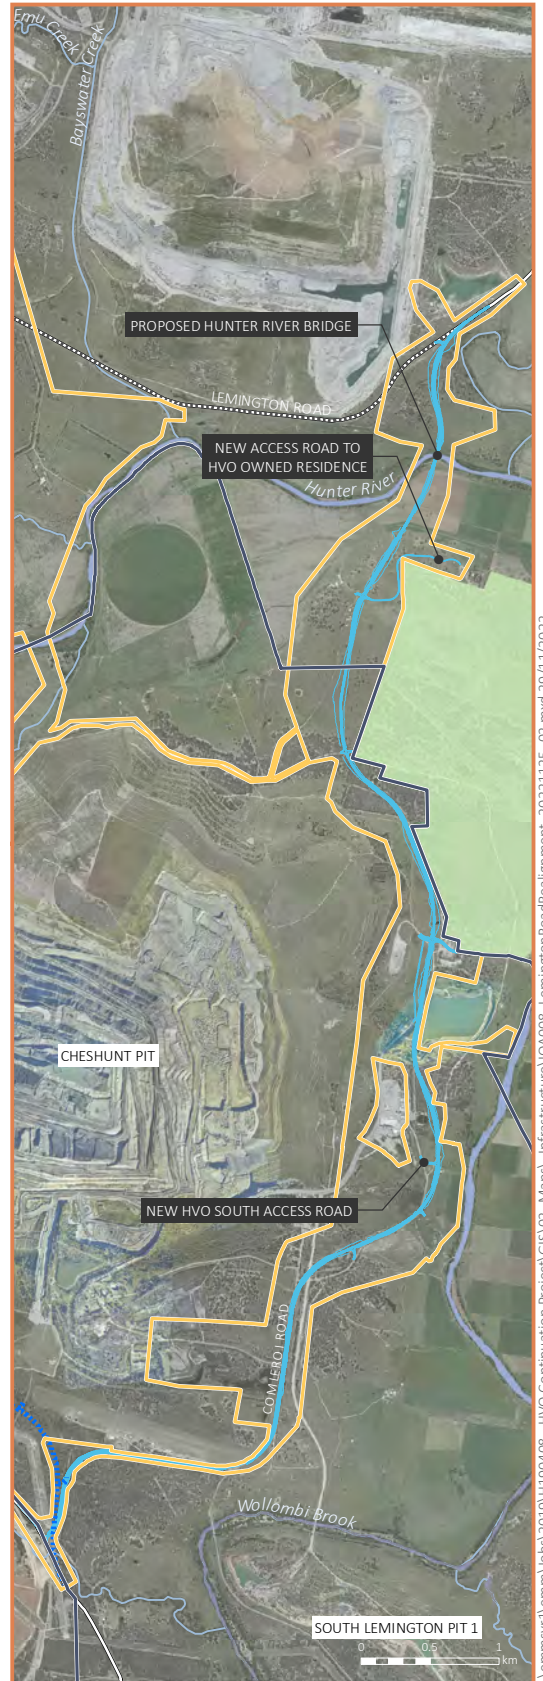 Emu Creek
Bayswater Creek
PROPOSED HUNTER RIVER BRIDGE
LEMINGTON ROAD
NEW ACCESS ROAD TO
HVO OWNED RESIDENCE
Hunter River
CHESHUNT PIT
NEW HVO SOUTH ACCESS ROAD
COMLEROI ROAD
Wollombi Brook
SOUTH LEMINGTON PIT 1
0 0.5 1
km